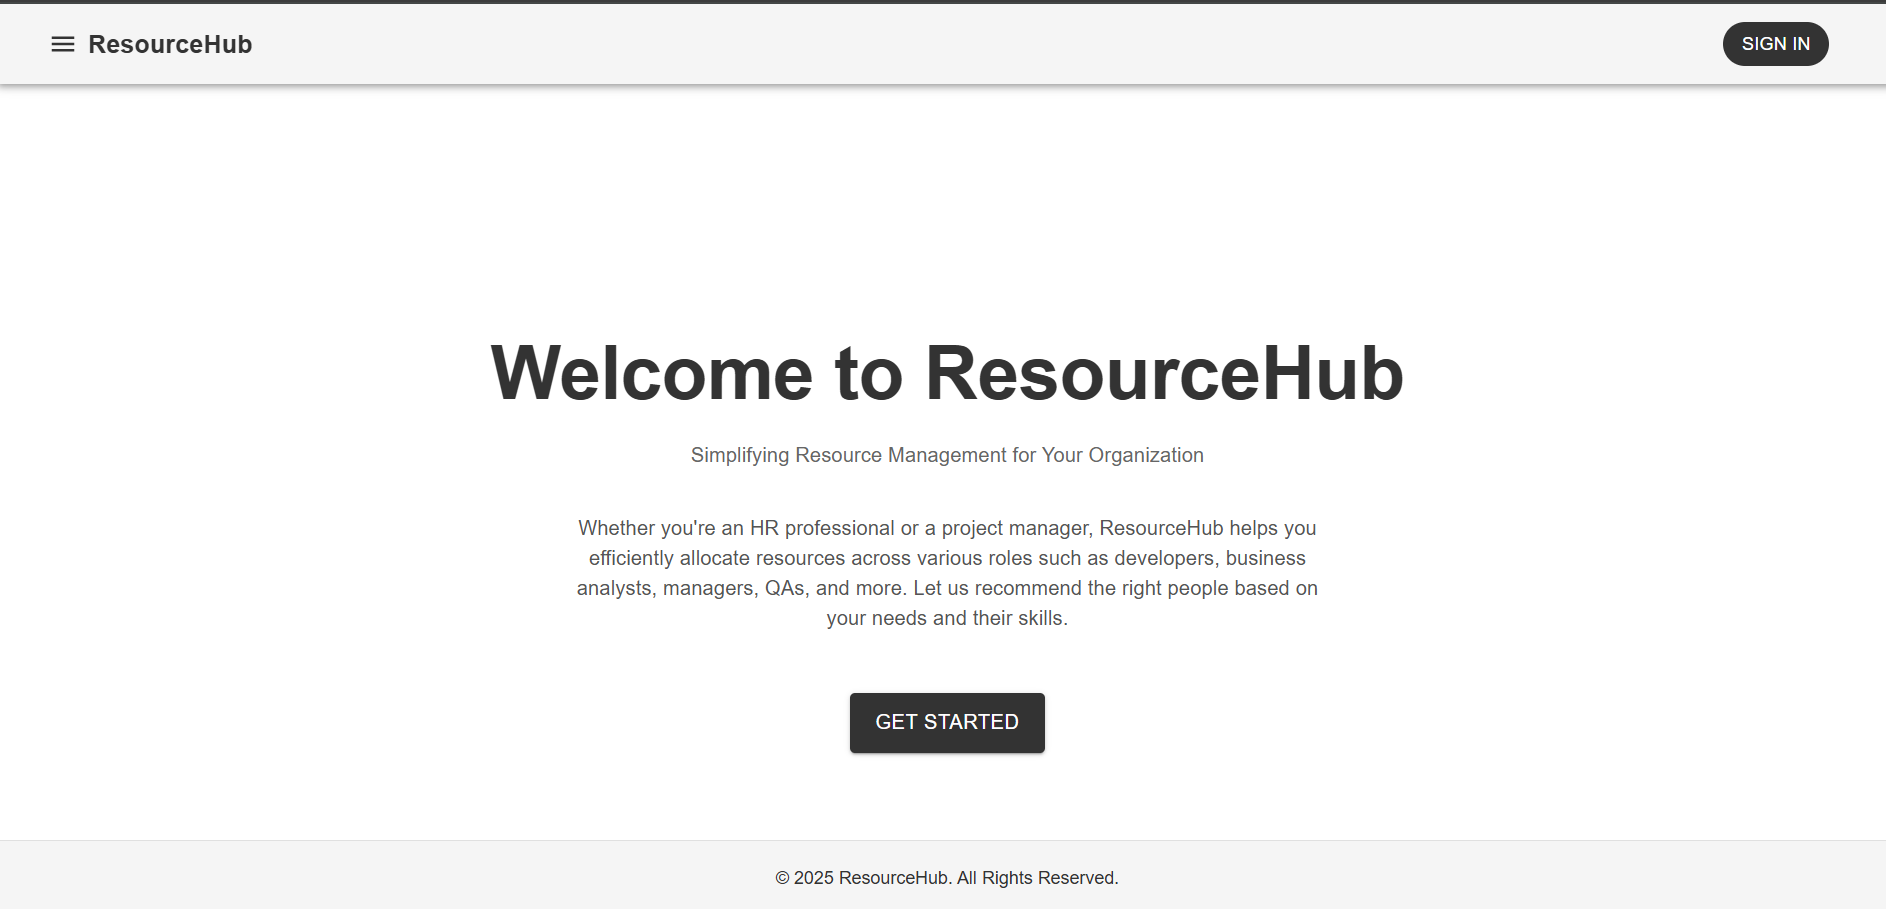 ResourceHub
SIGN IN
Welcome to ResourceHub
Simplifying Resource Management for Your Organization
Whether you're an HR professional or a project manager, ResourceHub helps you
efficiently allocate resources across various roles such as developers, business
analysts, managers, QAs, and more. Let us recommend the right people based on
your needs and their skills.
GET STARTED
© 2025 ResourceHub. All Rights Reserved.